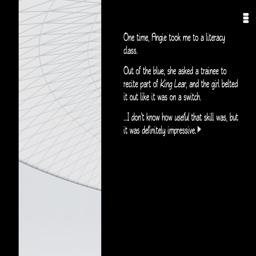 One time, Angie took me to a literacy
class.
Out of the blue, she asked a trainee to
recite part of King Lear, and the girl belted
it out like it was on a switch.
...I don't know how useful that skill was, but
it was definitely impressive.